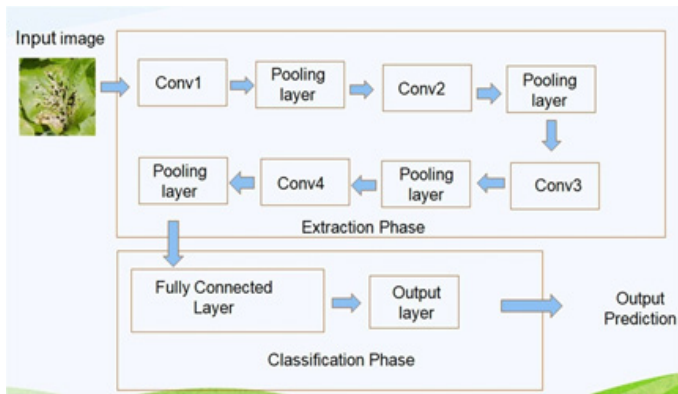 Input image
Conv1
Pooling
layer
Conv2
Pooling
layer
Conv3
Pooling
layer
Conv4
Pooling
layer
Extraction Phase
Fully Connected
Layer
Output
layer
Output
Prediction
Classification Phase